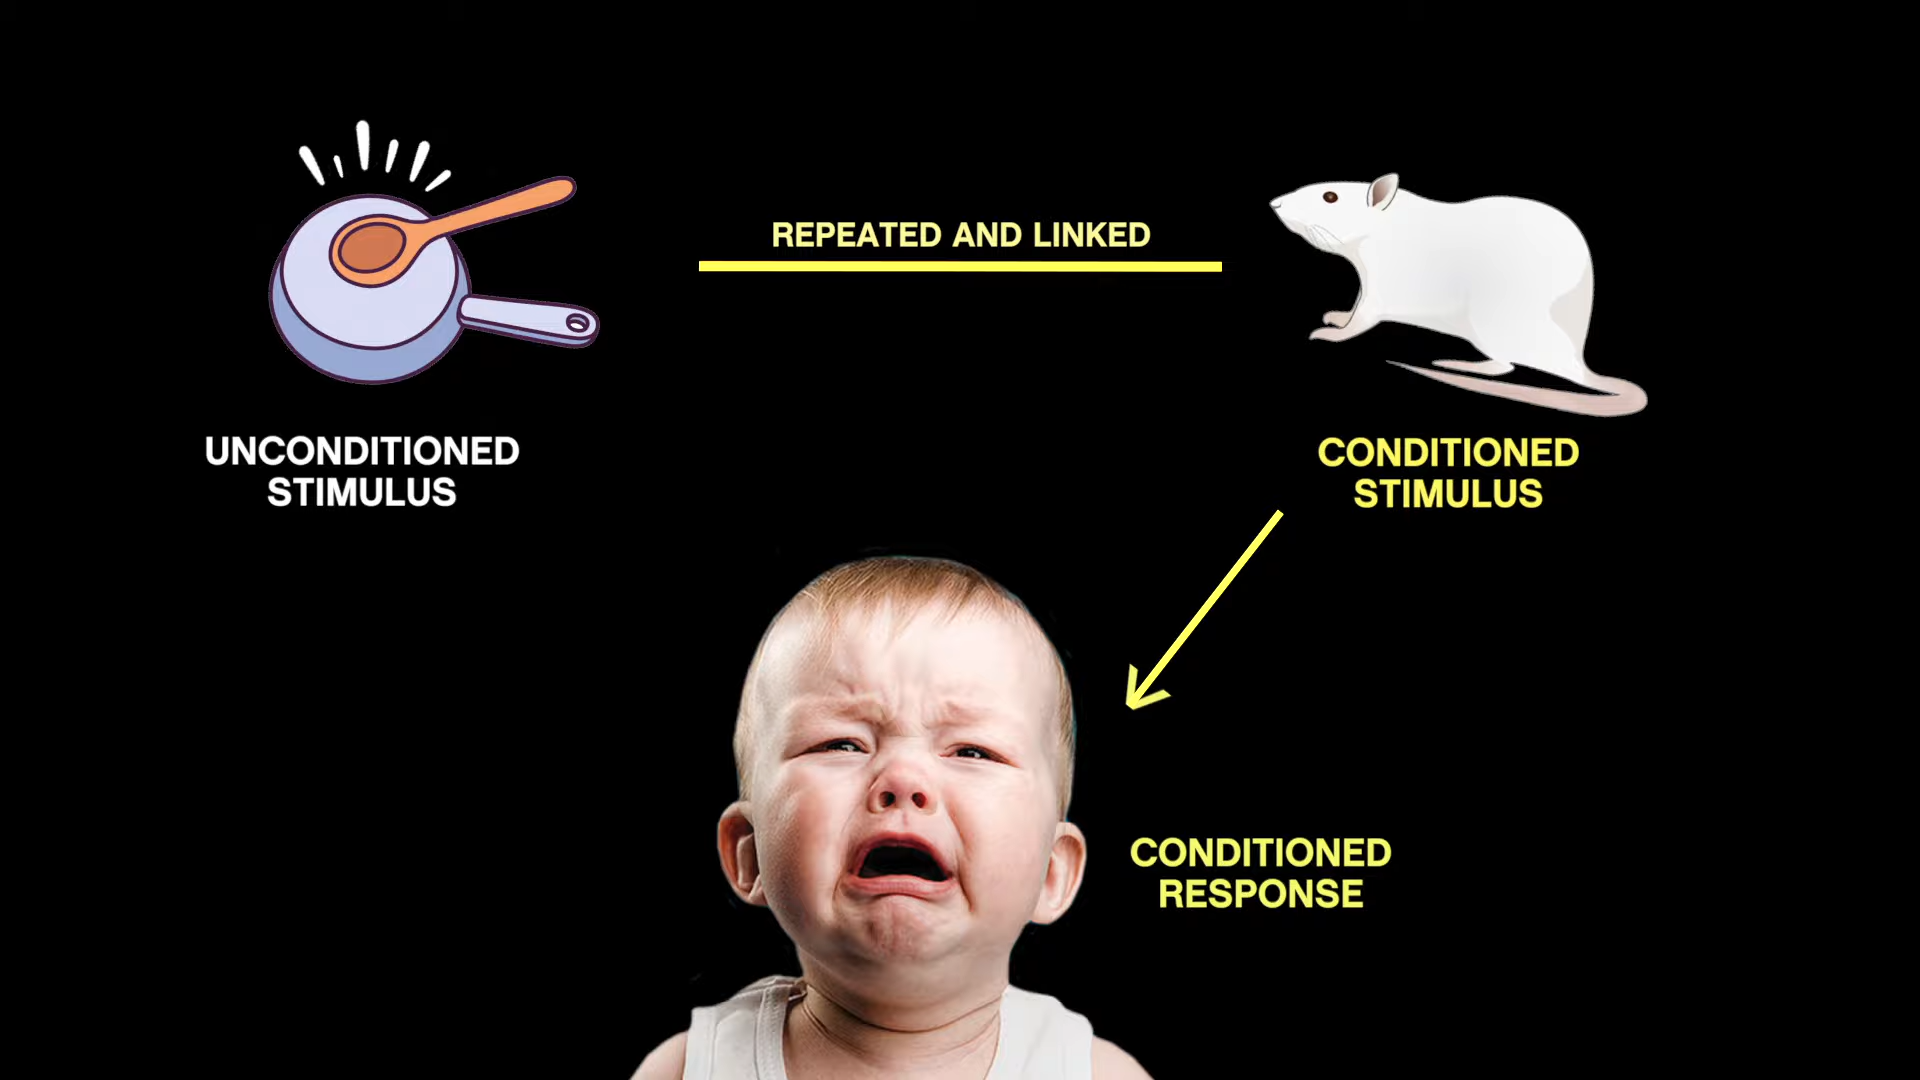 REPEATED AND LINKED
UNCONDITIONED
STIMULUS
CONDITIONED
STIMULUS
CONDITIONED
RESPONSE